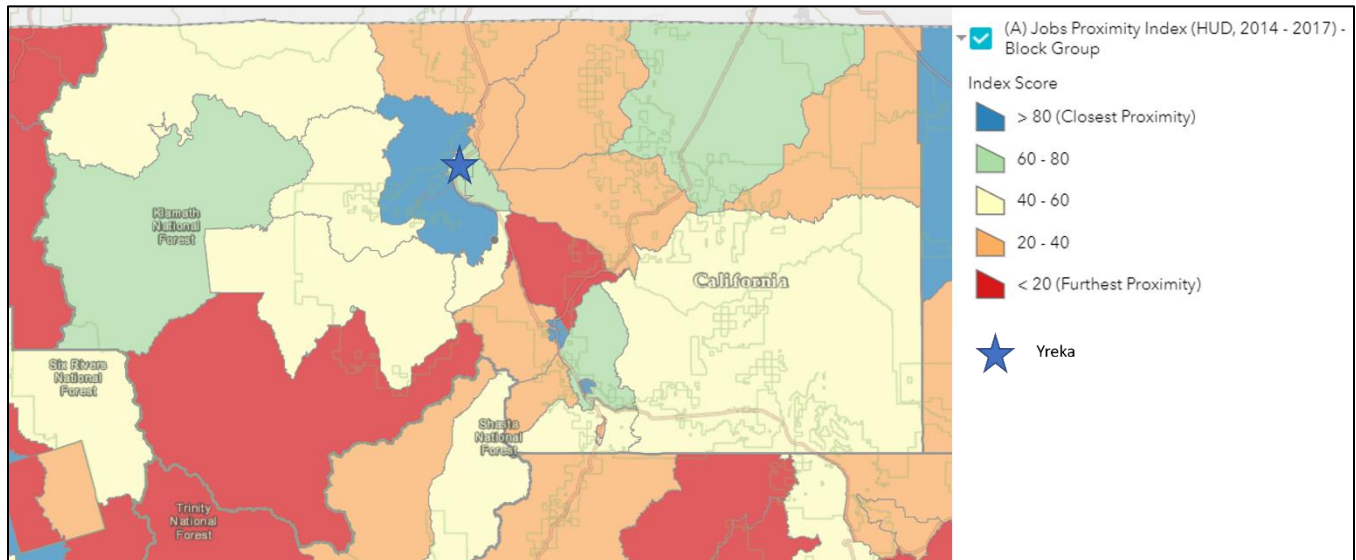 (A) Jobs Proximity Index (HUD, 2014 - 2017) -
Block Group
Index Score
> 80 (Closest Proximity)
60 - 80
40 - 60
20 - 40
< 20 (Furthest Proximity)
Yreka
Klamath
National
Forest
California
Six Rivers
National
Forest
Shasta
National
Forest
Trinity
National
Forest